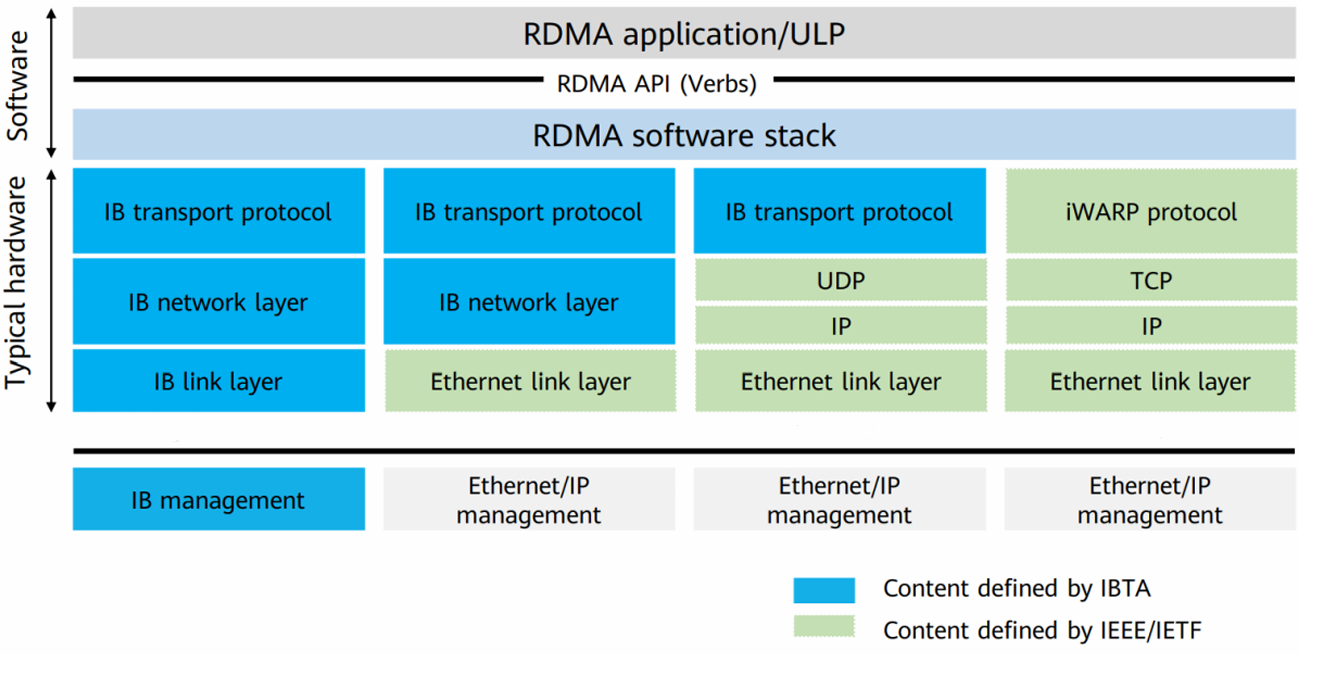 Software
RDMA application/ULP
RDMA API (Verbs)
RDMA software stack
Typical hardware
IB transport protocol
IB transport protocol
IB transport protocol
iWARP protocol
IB network layer
IB network layer
UDP
TCP
IP
IP
IB link layer
Ethernet link layer
Ethernet link layer
Ethernet link layer
IB management
Ethernet/IP
management
Ethernet/IP
management
Ethernet/IP
management
Content defined by IBTA
Content defined by IEEE/IETF